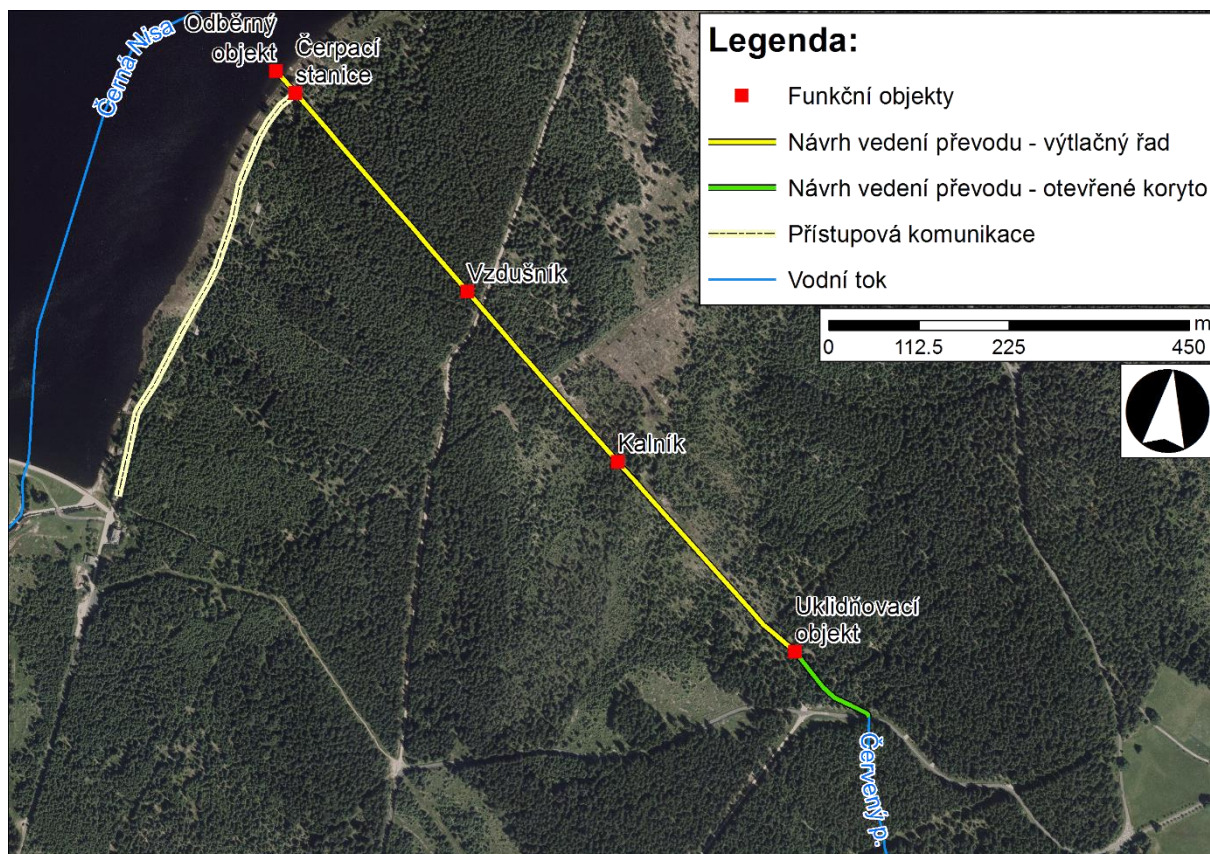 Odběrný
objekt
Čerpací
stanice
Černá Nisa
Vzdušník
Kalník
Uklidňovací
objekt
Červený p.
Legenda:
Funkční objekty
Návrh vedení převodu - výtlačný řad
Návrh vedení převodu - otevřené koryto
Přístupová komunikace
Vodní tok
m
0 112.5 225 450